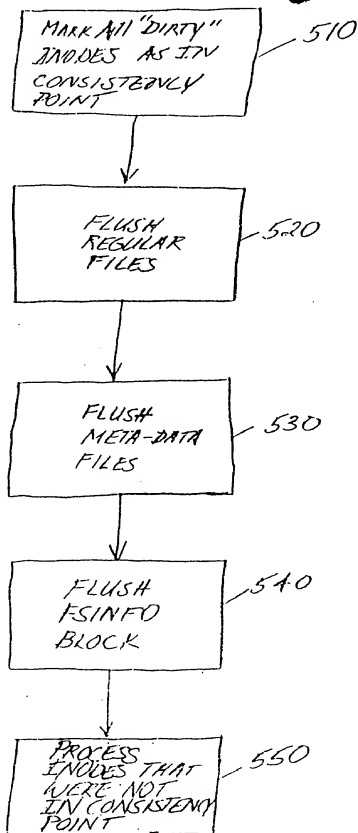 MARK All "DIRTY"
INODES AS IN
CONSISTENCY
POINT
510
FLUSH
REGULAR
FILES
520
FLUSH
META-DATA
FILES
530
FLUSH
FSINFO
BLOCK
540
PROCESS
INODES THAT
WERE NOT
IN CONSISTENCY
POINT
550